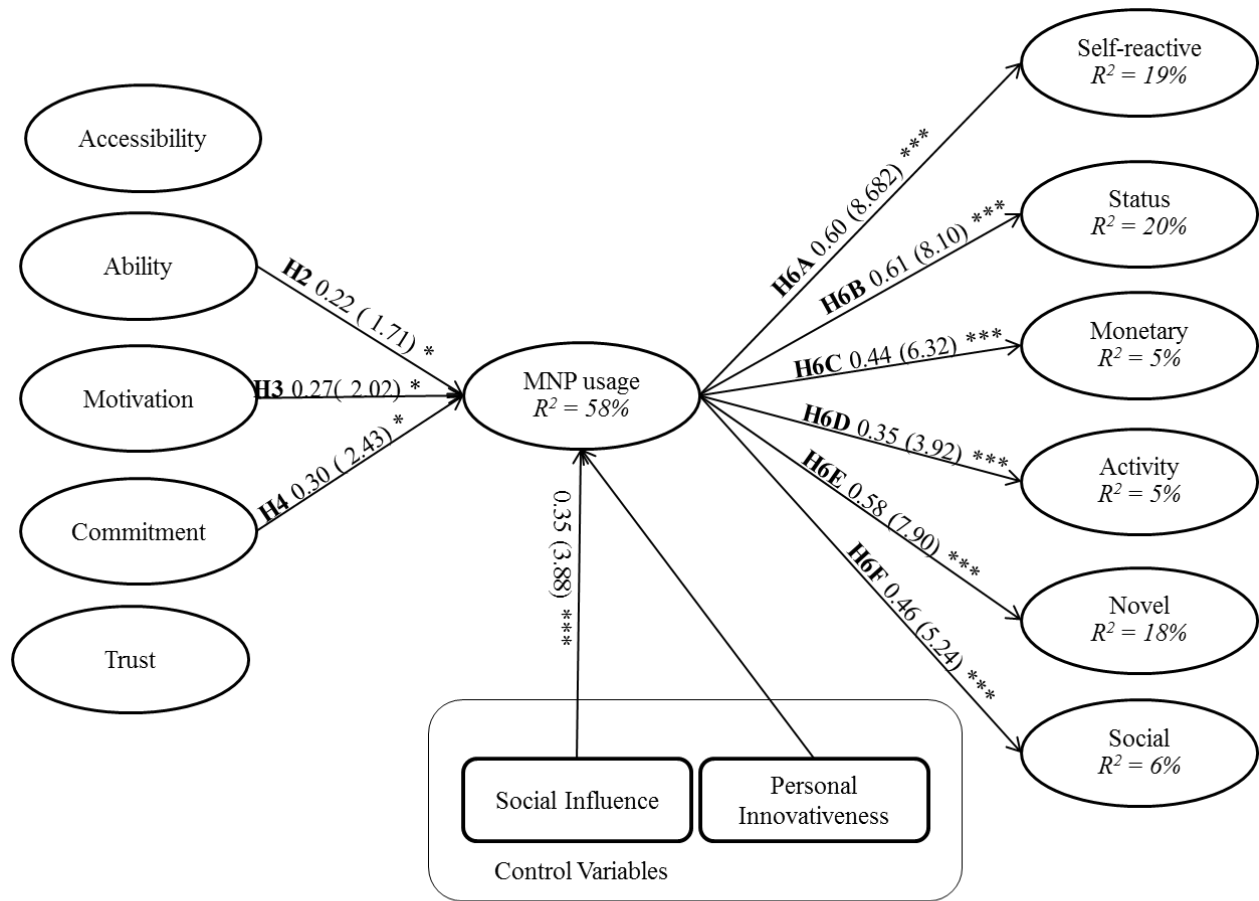 Accessibility
Ability
Motivation
Commitment
Trust
H2 0.22 ( 1.71) *
H3 0.27( 2.02) *
H4 0.30 ( 2.43) *
MNP usage
R² = 58%
0.35 (3.88) ***
Social Influence
Personal
Innovativeness
Control Variables
H6A 0.60 (8.682) ***
H6B 0.61 (8.10) ***
H6C 0.44 (6.32) ***
H6D 0.35 (3.92) ***
H6E 0.58 (7.90) ***
H6F 0.46 (5.24) ***
Self-reactive
R² = 19%
Status
R² = 20%
Monetary
R² = 5%
Activity
R² = 5%
Novel
R² = 18%
Social
R² = 6%